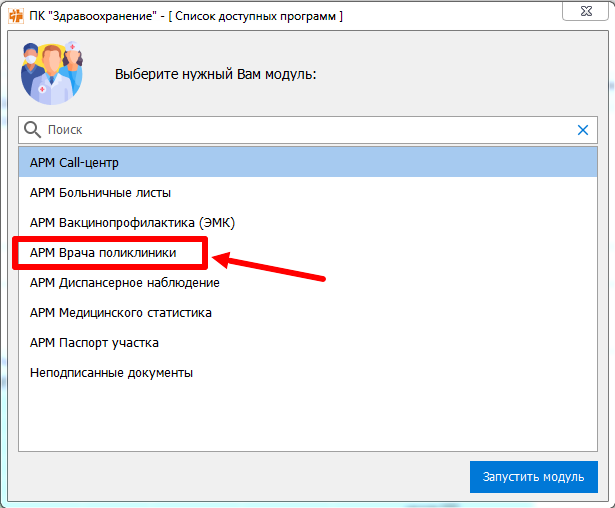 ПК "Здравоохранение" - [ Список доступных программ ]
Выберите нужный Вам модуль:
Поиск
АРМ Call-центр
АРМ Больничные листы
АРМ Вакцинопрофилактика (ЭМК)
АРМ Врача поликлиники
АРМ Диспансерное наблюдение
АРМ Медицинского статистика
АРМ Паспорт участка
Неподписанные документы
Запустить модуль